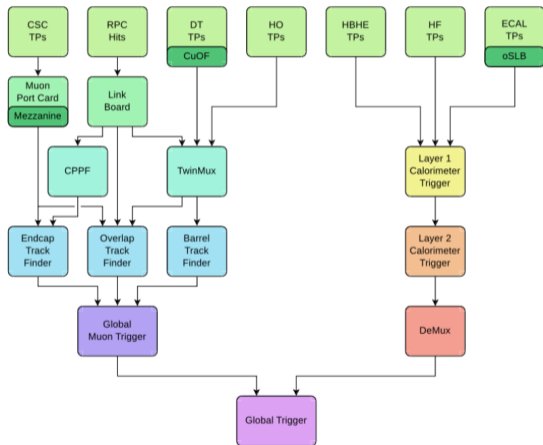 CSC
TPs
RPC
Hits
DT
TPs
CuOF
HO
TPs
HBHE
TPs
HF
TPs
ECAL
TPs
oSLB
Muon
Port Card
Mezzanine
Link
Board
CPPF
TwinMux
Layer 1
Calorimeter
Trigger
Endcap
Track
Finder
Overlap
Track
Finder
Barrel
Track
Finder
Layer 2
Calorimeter
Trigger
Global
Muon Trigger
DeMux
Global Trigger